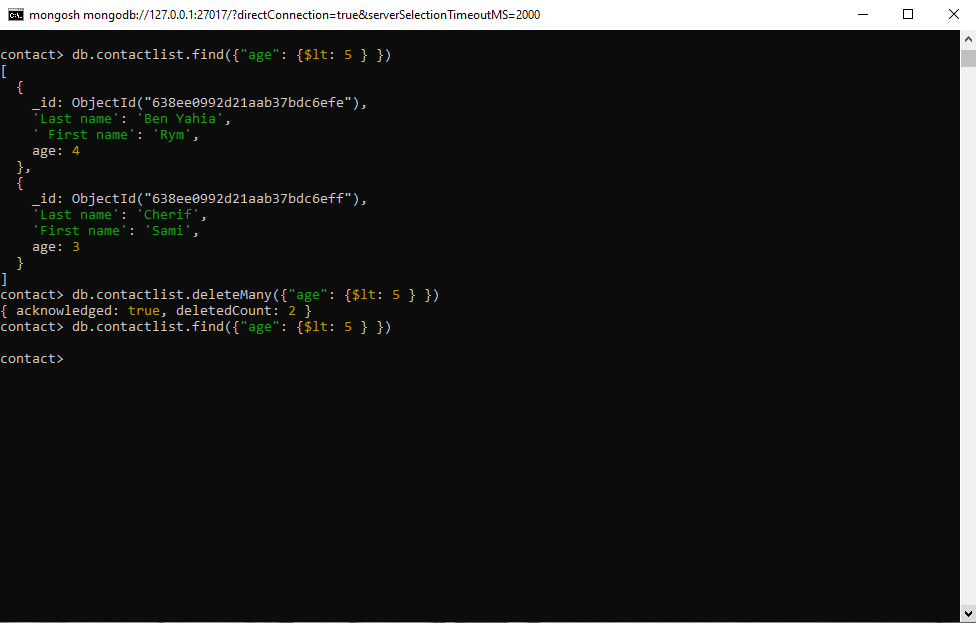 mongosh mongodb://127.0.0.1:27017/?directConnection=true&serverSelectionTimeoutMS=2000
contact> db.contactlist.find({"age": {$lt: 5 } })
[
  {
    _id: ObjectId("638ee0992d21aab37bdc6efe"),
    'Last name': 'Ben Yahia',
    ' First name': 'Rym',
    age: 4
  },
  {
    _id: ObjectId("638ee0992d21aab37bdc6eff"),
    'Last name': 'Cherif',
    'First name': 'Sami',
    age: 3
  }
]
contact> db.contactlist.deleteMany({"age": {$lt: 5 } })
{ acknowledged: true, deletedCount: 2 }
contact> db.contactlist.find({"age": {$lt: 5 } })
contact>